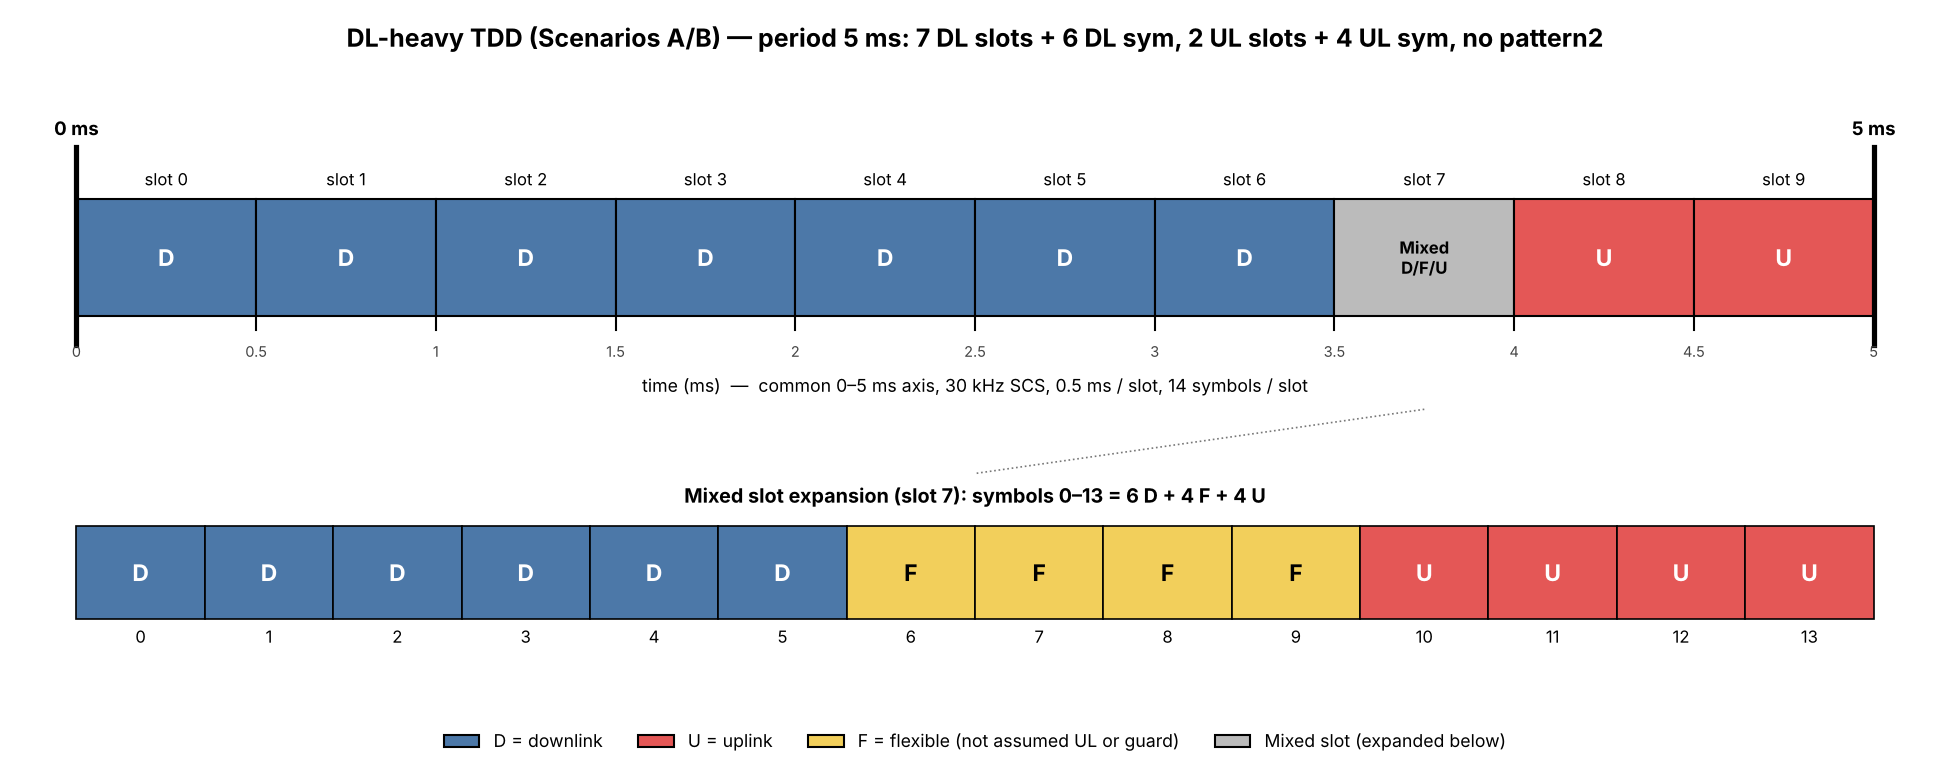 DL-heavy TDD (Scenarios A/B) — period 5 ms: 7 DL slots + 6 DL sym, 2 UL slots + 4 UL sym, no pattern2
0 ms 5 ms
slot 0 slot 1 slot 2 slot 3 slot 4 slot 5 slot 6 slot 7 slot 8 slot 9
D D D D D D D Mixed D/F/U U U
0 0.5 1 1.5 2 2.5 3 3.5 4 4.5 5
time (ms) — common 0–5 ms axis, 30 kHz SCS, 0.5 ms / slot, 14 symbols / slot
Mixed slot expansion (slot 7): symbols 0–13 = 6 D + 4 F + 4 U
D D D D D D F F F F U U U U
0 1 2 3 4 5 6 7 8 9 10 11 12 13
D = downlink U = uplink F = flexible (not assumed UL or guard) Mixed slot (expanded below)